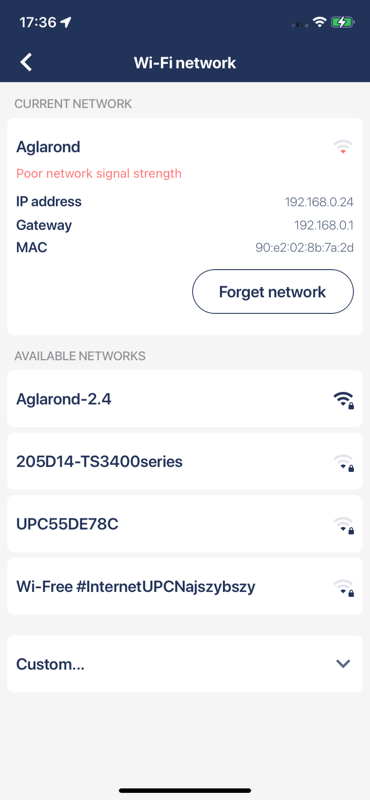 17:36
Wi-Fi network
CURRENT NETWORK
Aglarond
Poor network signal strength
IP address 192.168.0.24
Gateway 192.168.0.1
MAC 90:e2:02:8b:7a:2d
Forget network
AVAILABLE NETWORKS
Aglarond-2.4
205D14-TS3400series
UPC55DE78C
Wi-Free #InternetUPCNajszybszy
Custom...